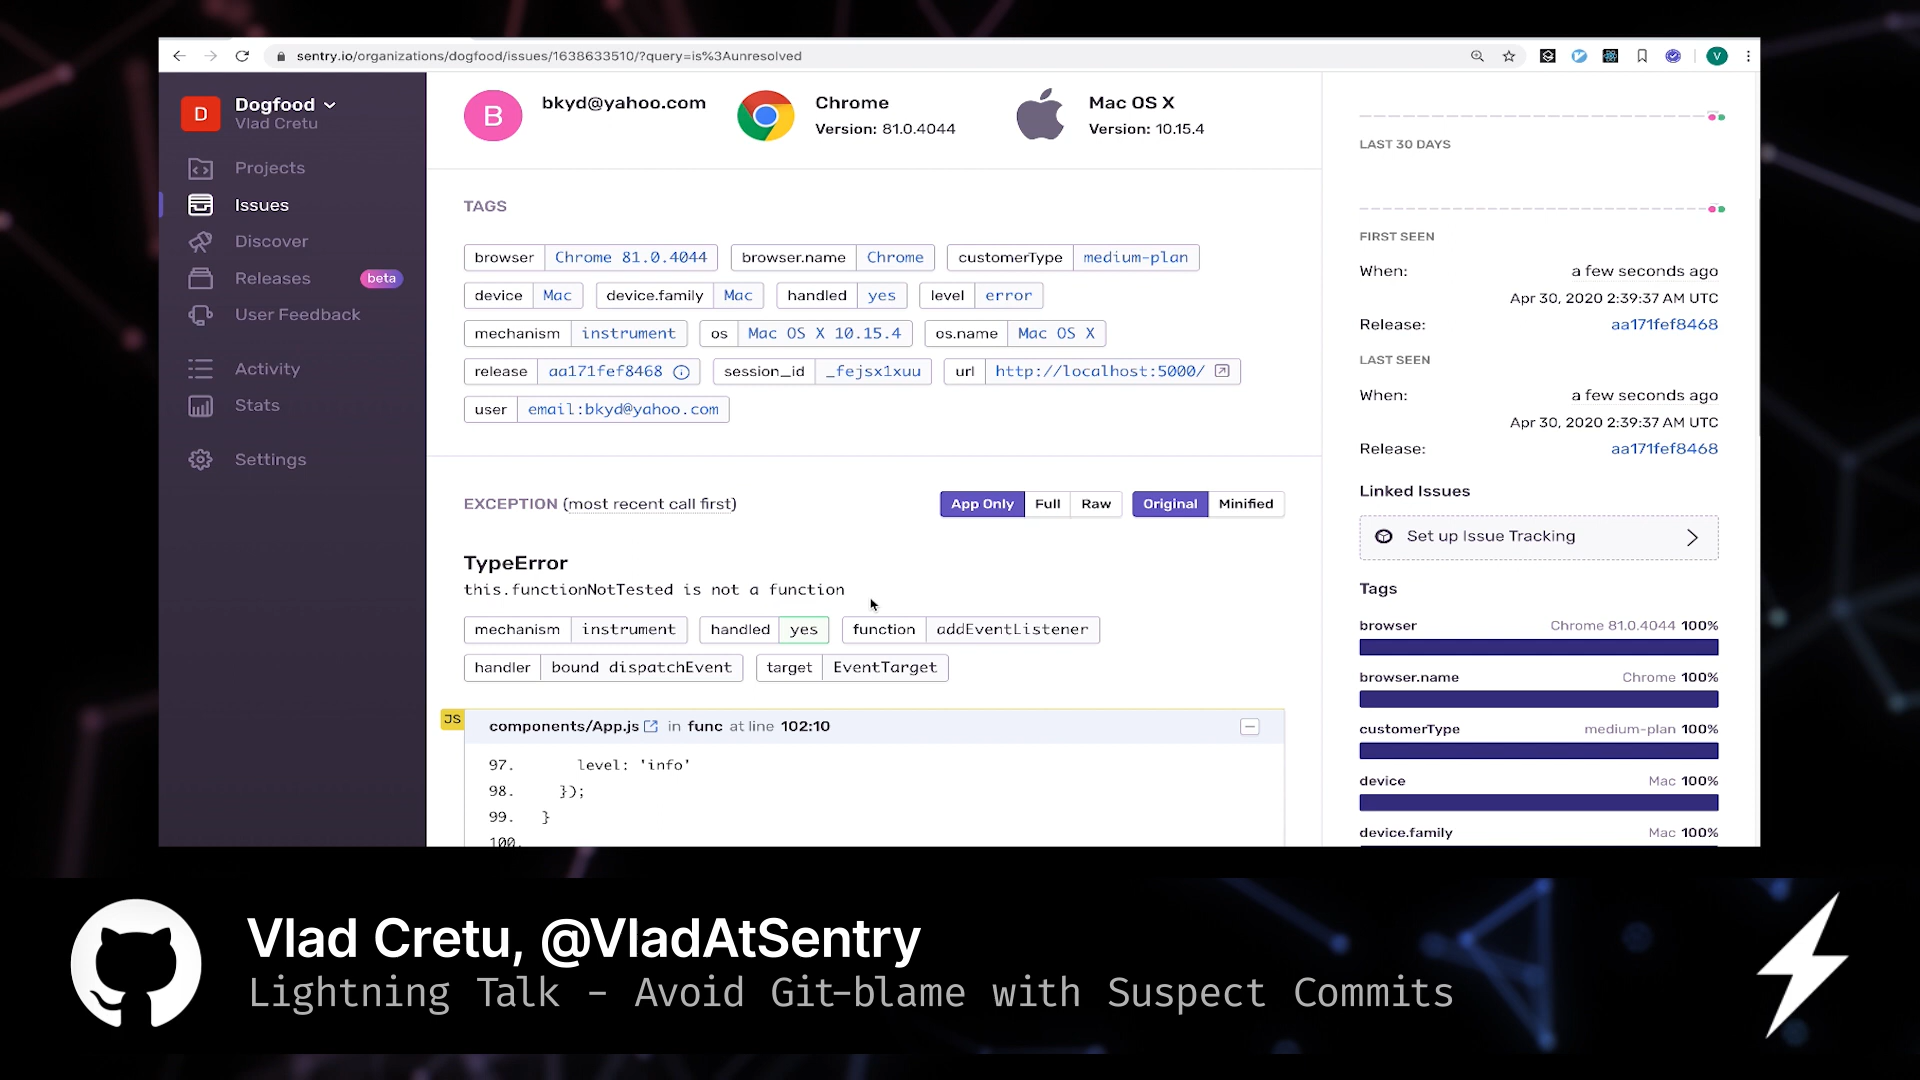 sentry.io/organizations/dogfood/issues/1638633510/?query=is%3Aunresolved
V
D
Dogfood
Vlad Cretu
Projects
Issues
Discover
Releases beta
User Feedback
Activity
Stats
Settings
B
bkyd@yahoo.com
Chrome
Version: 81.0.4044
Mac OS X
Version: 10.15.4
TAGS
browser Chrome 81.0.4044 browser.name Chrome customerType medium-plan
device Mac device.family Mac handled yes level error
mechanism instrument os Mac OS X 10.15.4 os.name Mac OS X
release aa171fef8468 session_id _fejsx1xuu url http://localhost:5000/
user email:bkyd@yahoo.com
EXCEPTION (most recent call first) App Only Full Raw Original Minified
TypeError
this.functionNotTested is not a function
mechanism instrument handled yes function addEventListener
handler bound dispatchEvent target EventTarget
JS
components/App.js in func at line 102:10
97. level: 'info'
98. });
99. }
100.
LAST 30 DAYS
FIRST SEEN
When: a few seconds ago
Apr 30, 2020 2:39:37 AM UTC
Release: aa171fef8468
LAST SEEN
When: a few seconds ago
Apr 30, 2020 2:39:37 AM UTC
Release: aa171fef8468
Linked Issues
Set up Issue Tracking
Tags
browser Chrome 81.0.4044 100%
browser.name Chrome 100%
customerType medium-plan 100%
device Mac 100%
device.family Mac 100%
Vlad Cretu, @VladAtSentry
Lightning Talk - Avoid Git-blame with Suspect Commits